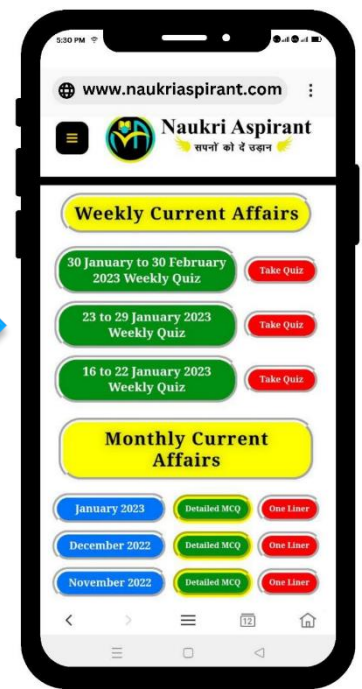 5:30 PM
www.naukriaspirant.com
Naukri Aspirant
सपनों को दें उड़ान
Weekly Current Affairs
30 January to 30 February
2023 Weekly Quiz
Take Quiz
23 to 29 January 2023
Weekly Quiz
Take Quiz
16 to 22 January 2023
Weekly Quiz
Take Quiz
Monthly Current
Affairs
January 2023 Detailed MCQ One Liner
December 2022 Detailed MCQ One Liner
November 2022 Detailed MCQ One Liner
12